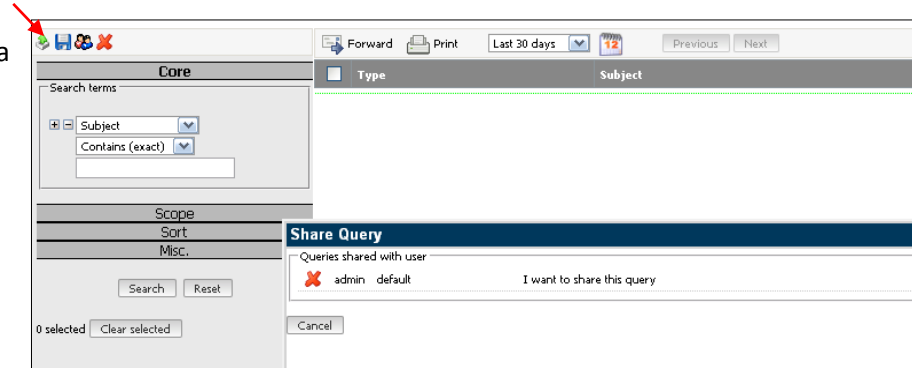 a
Forward Print Last 30 days 12 Previous Next
Core
Type Subject
Search terms
Subject
Contains (exact)
Scope
Sort
Misc.
Search Reset
0 selected Clear selected
Share Query
Queries shared with user
admin default I want to share this query
Cancel